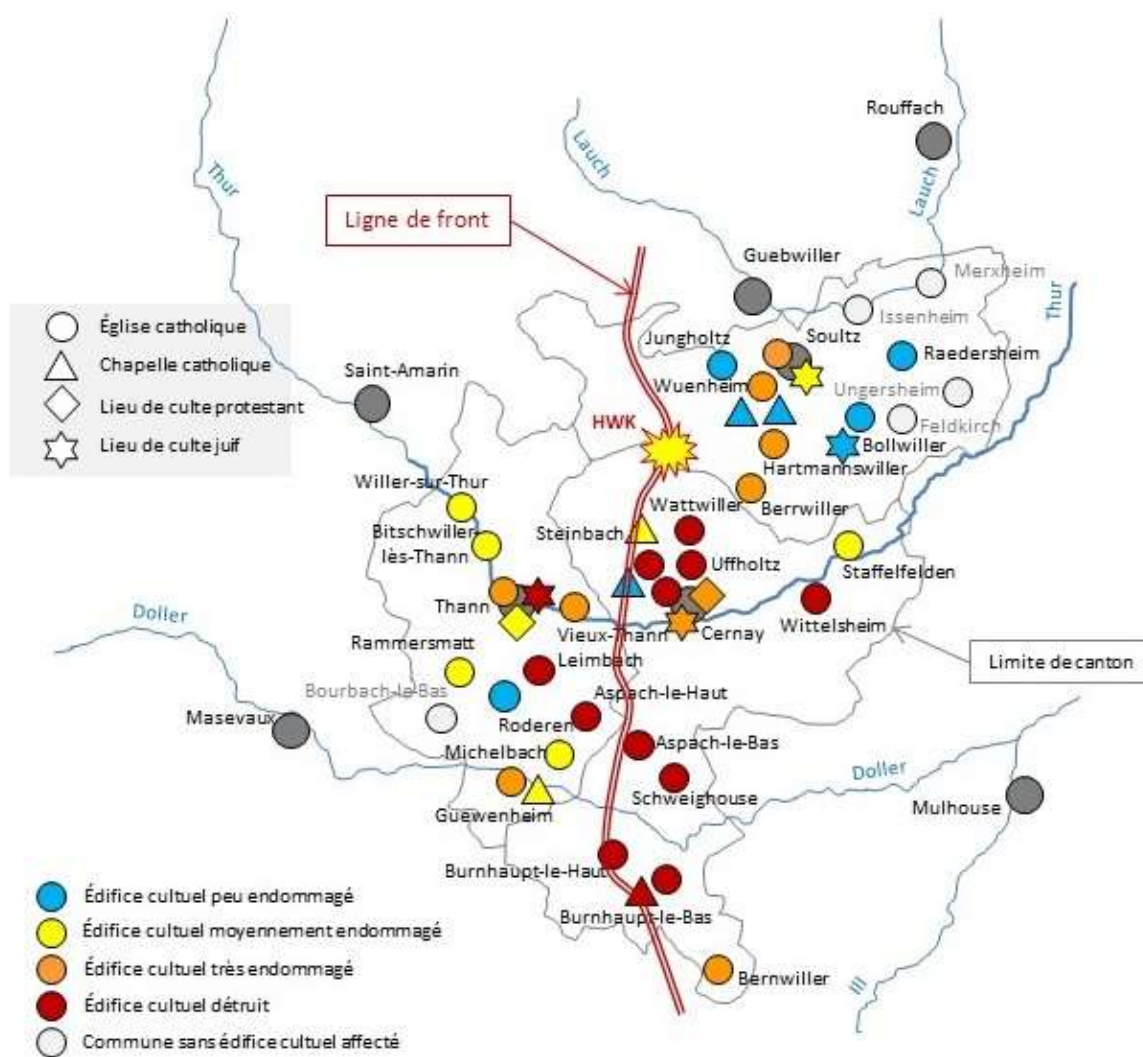 Rouffach
Lauch
Lauch
Thur
Ligne de front
Guebwiller
Merxheim
Thur
Issenheim
Église catholique
Chapelle catholique
Lieu de culte protestant
Lieu de culte juif
Jungholtz
Soultz
Raedersheim
Saint-Amarin
Wuenheim
Ungersheim
HWK
Feldkirch
Bollwiller
Hartmannswiller
Willer-sur-Thur
Berrwiller
Wattwiller
Bitschwiller-
lès-Thann
Steinbach
Uffholtz
Staffelfelden
Thann
Doller
Vieux-Thann
Cernay
Wittelsheim
Rammersmatt
Leimbach
Limite de canton
Bourbach-le-Bas
Aspach-le-Haut
Masevaux
Roderen
Michelbach
Aspach-le-Bas
Doller
Schweighouse
Mulhouse
Guewenheim
Burnhaupt-le-Haut
Burnhaupt-le-Bas
Bernwiller
Ill
Édifice cultuel peu endommagé
Édifice cultuel moyennement endommagé
Édifice cultuel très endommagé
Édifice cultuel détruit
Commune sans édifice cultuel affecté